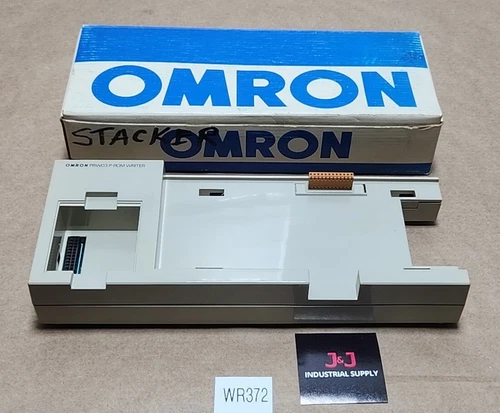 OMRON
STACKER OMRON
OMRON PRW03 P-ROM WRITER
J&J
INDUSTRIAL SUPPLY
WR372